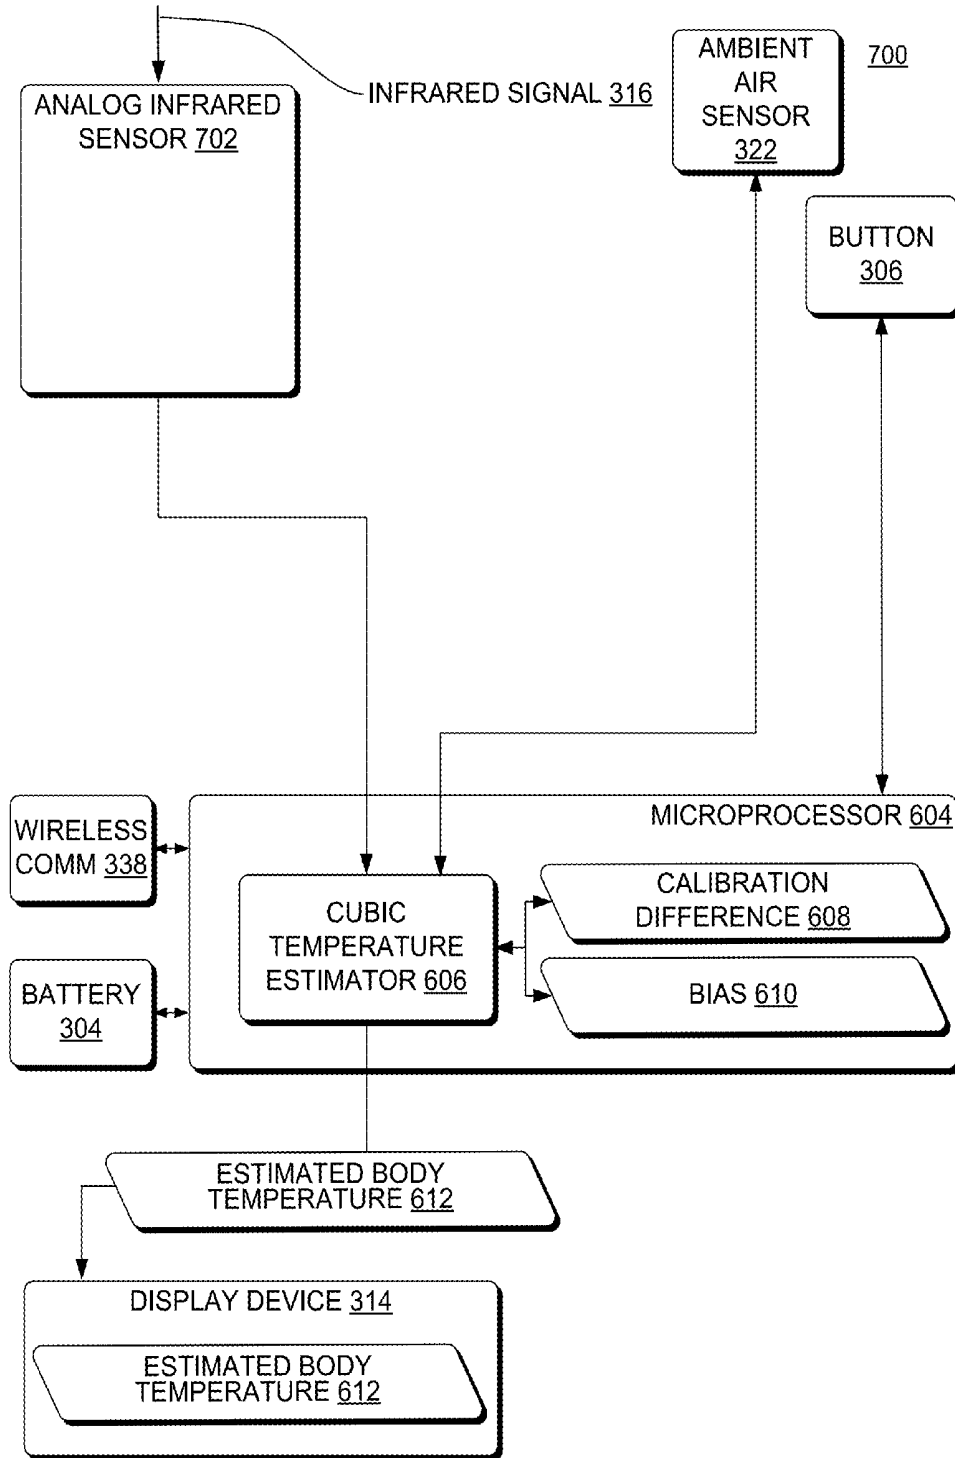 INFRARED SIGNAL 316
AMBIENT
AIR
SENSOR
322
700
ANALOG INFRARED
SENSOR 702
BUTTON
306
MICROPROCESSOR 604
WIRELESS
COMM 338
CUBIC
TEMPERATURE
ESTIMATOR 606
CALIBRATION
DIFFERENCE 608
BIAS 610
BATTERY
304
ESTIMATED BODY
TEMPERATURE 612
DISPLAY DEVICE 314
ESTIMATED BODY
TEMPERATURE 612